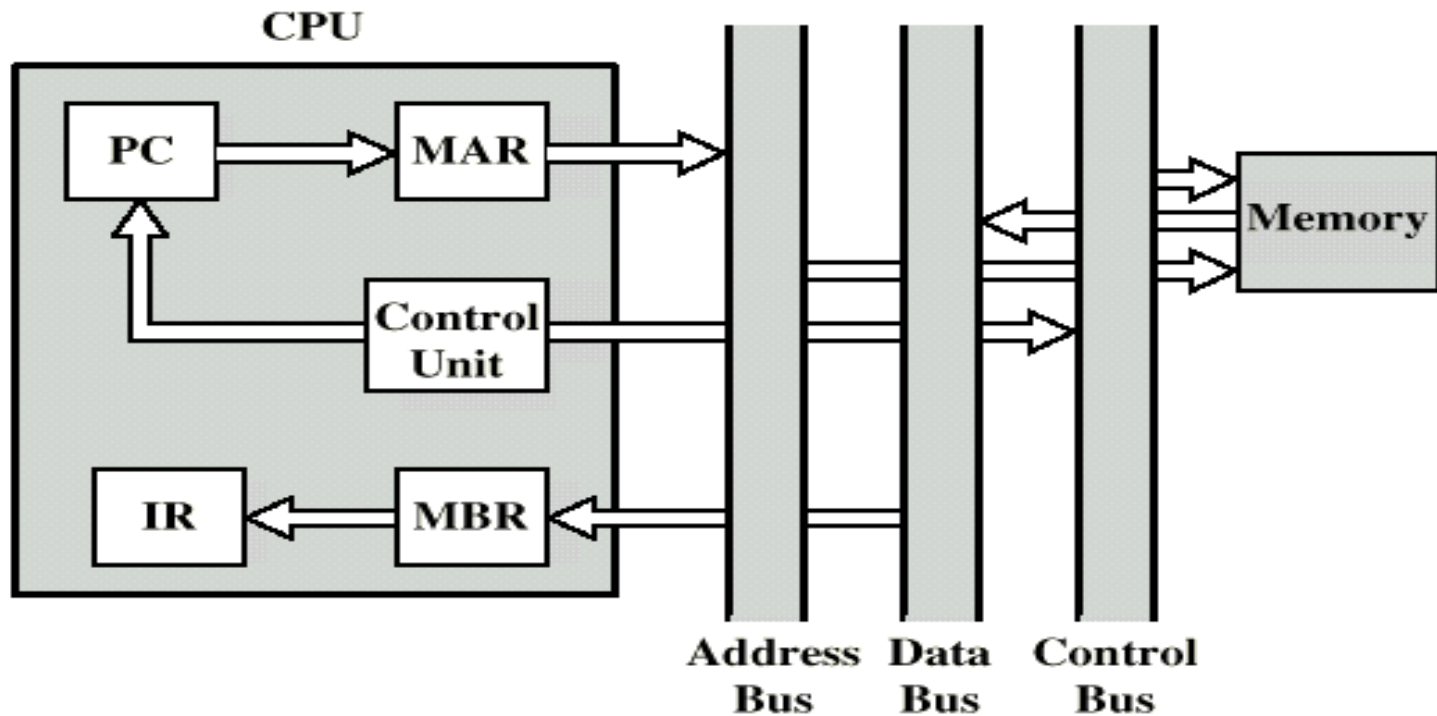 CPU
PC
MAR
Memory
Control
Unit
IR
MBR
Address
Bus
Data
Bus
Control
Bus